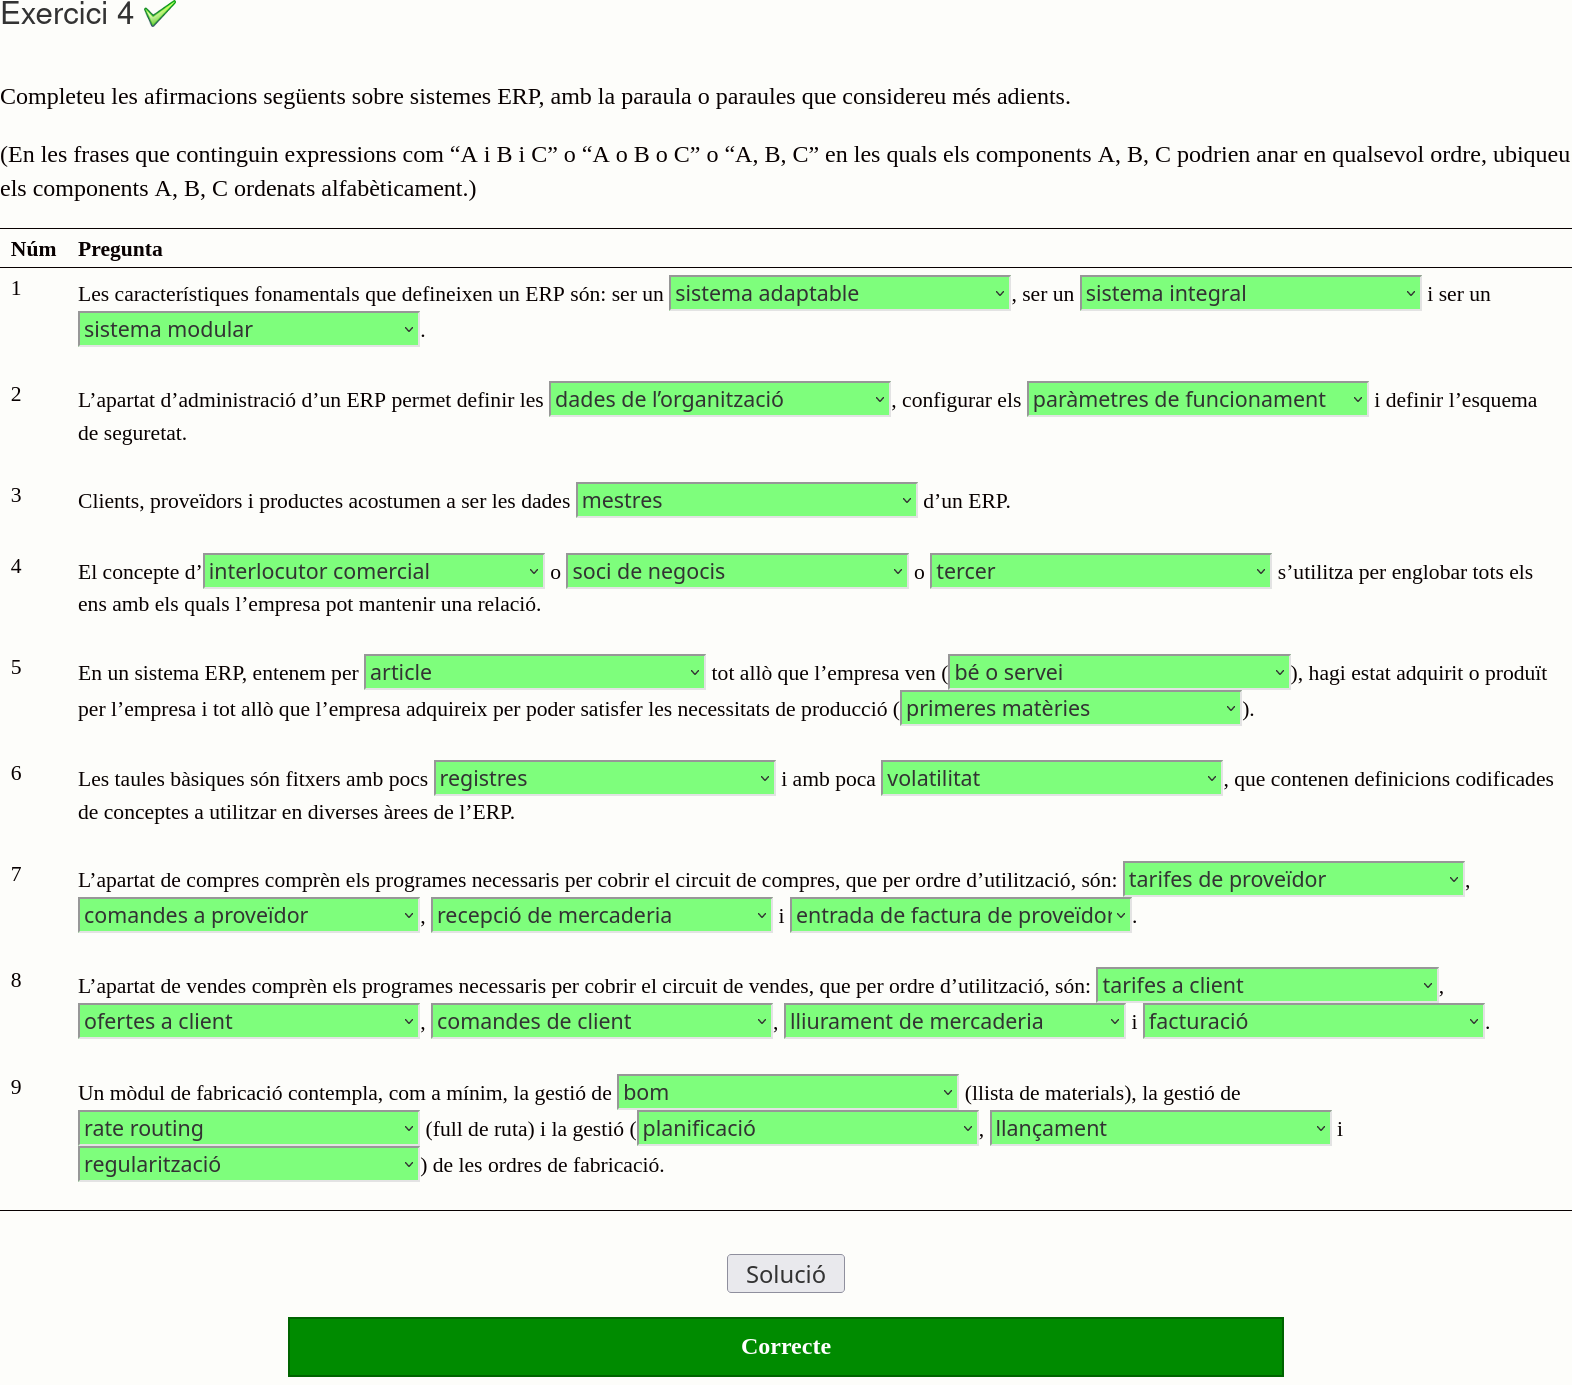 Exercici 4
Completeu les afirmacions següents sobre sistemes ERP, amb la paraula o paraules que considereu més adients.
(En les frases que continguin expressions com “A i B i C” o “A o B o C” o “A, B, C” en les quals els components A, B, C podrien anar en qualsevol ordre, ubiqueu
els components A, B, C ordenats alfabèticament.)
Núm Pregunta
1 Les característiques fonamentals que defineixen un ERP són: ser un sistema adaptable, ser un sistema integral i ser un
sistema modular.
2 L’apartat d’administració d’un ERP permet definir les dades de l’organització, configurar els paràmetres de funcionament i definir l’esquema
de seguretat.
3 Clients, proveïdors i productes acostumen a ser les dades mestres d’un ERP.
4 El concepte d’interlocutor comercial o soci de negocis o tercer s’utilitza per englobar tots els
ens amb els quals l’empresa pot mantenir una relació.
5 En un sistema ERP, entenem per article tot allò que l’empresa ven (bé o servei), hagi estat adquirit o produït
per l’empresa i tot allò que l’empresa adquireix per poder satisfer les necessitats de producció (primeres matèries).
6 Les taules bàsiques són fitxers amb pocs registres i amb poca volatilitat, que contenen definicions codificades
de conceptes a utilitzar en diverses àrees de l’ERP.
7 L’apartat de compres comprèn els programes necessaris per cobrir el circuit de compres, que per ordre d’utilització, són: tarifes de proveïdor,
comandes a proveïdor, recepció de mercaderia i entrada de factura de proveïdor.
8 L’apartat de vendes comprèn els programes necessaris per cobrir el circuit de vendes, que per ordre d’utilització, són: tarifes a client,
ofertes a client, comandes de client, lliurament de mercaderia i facturació.
9 Un mòdul de fabricació contempla, com a mínim, la gestió de bom (llista de materials), la gestió de
rate routing (full de ruta) i la gestió (planificació, llançament i
regularització) de les ordres de fabricació.
Solució
Correcte